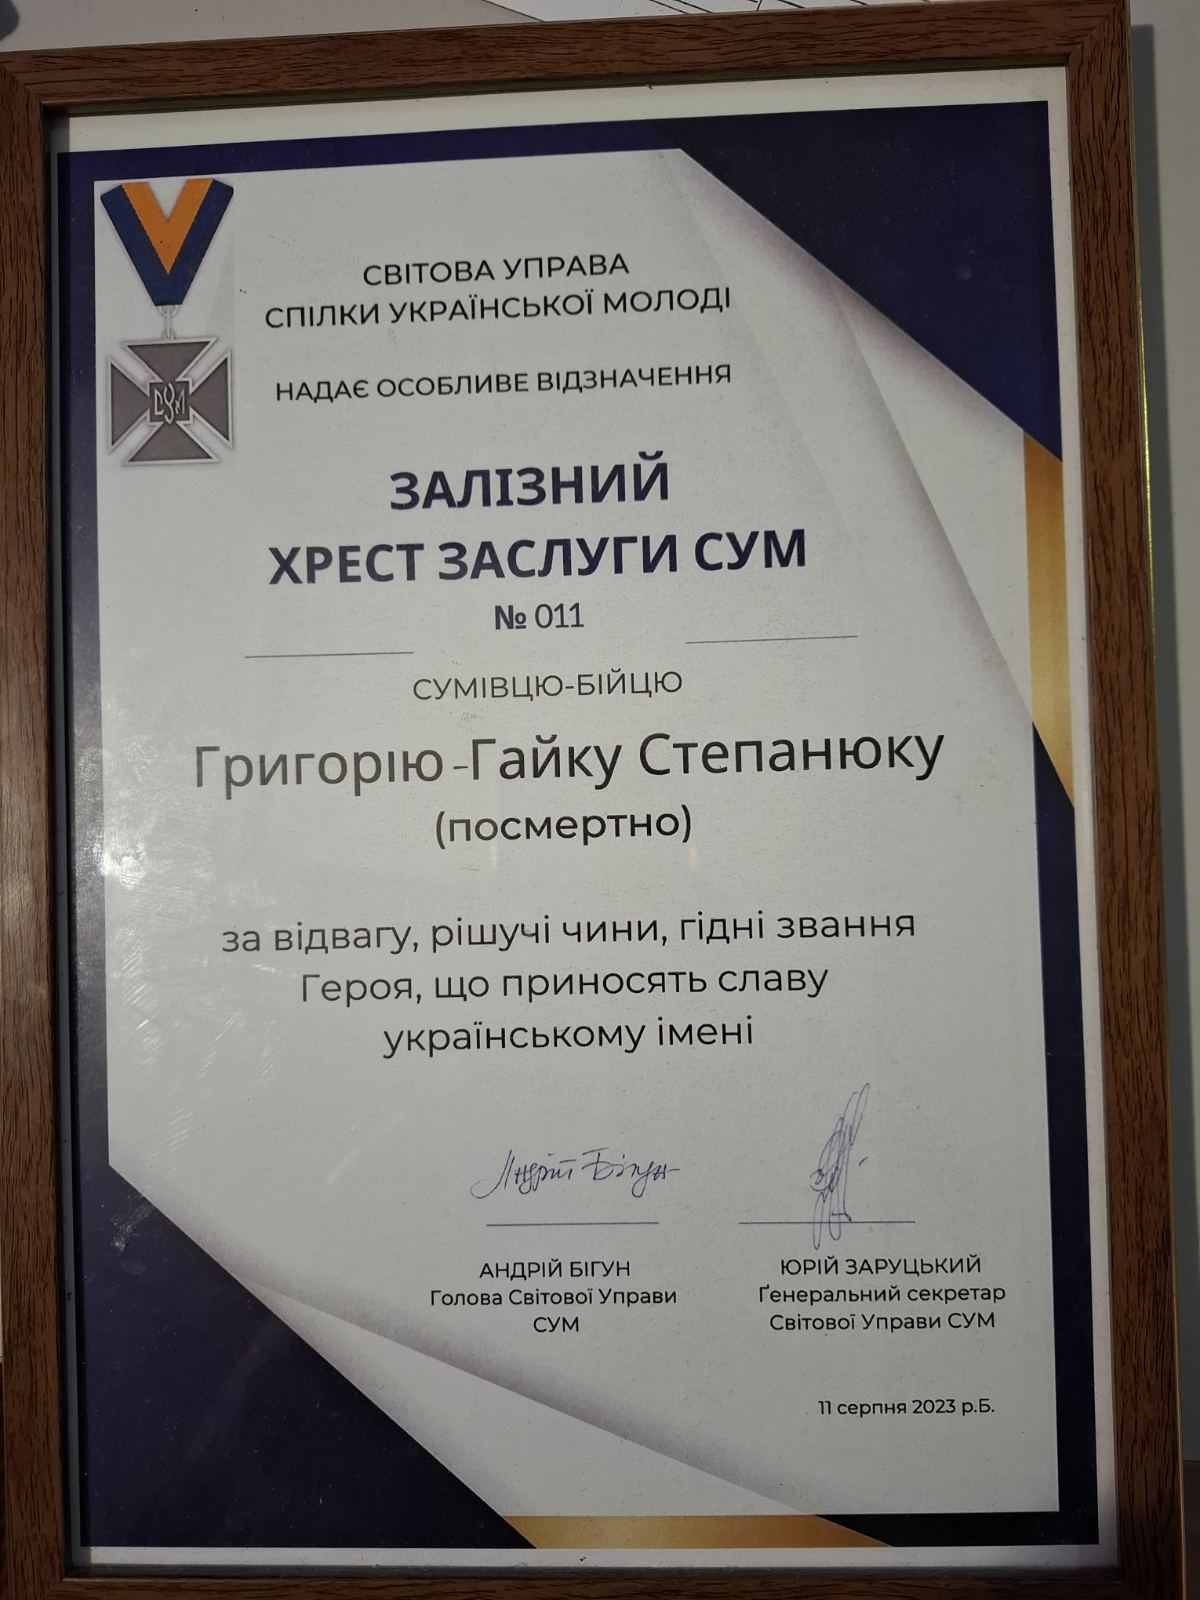 СВІТОВА УПРАВА
СПІЛКИ УКРАЇНСЬКОЇ МОЛОДІ
НАДАЄ ОСОБЛИВЕ ВІДЗНАЧЕННЯ
СУМ
ЗАЛІЗНИЙ
ХРЕСТ ЗАСЛУГИ СУМ
№ 011
СУМІВЦЮ-БІЙЦЮ
Григорію -Гайку Степанюку
(посмертно)
за відвагу, рішучі чини, гідні звання
Героя, що приносять славу
українському імені
Андрій Бігун
АНДРІЙ БІГУН
Голова Світової Управи
СУМ
ЮРІЙ ЗАРУЦЬКИЙ
Ґенеральний секретар
Світової Управи СУМ
11 серпня 2023 р.Б.